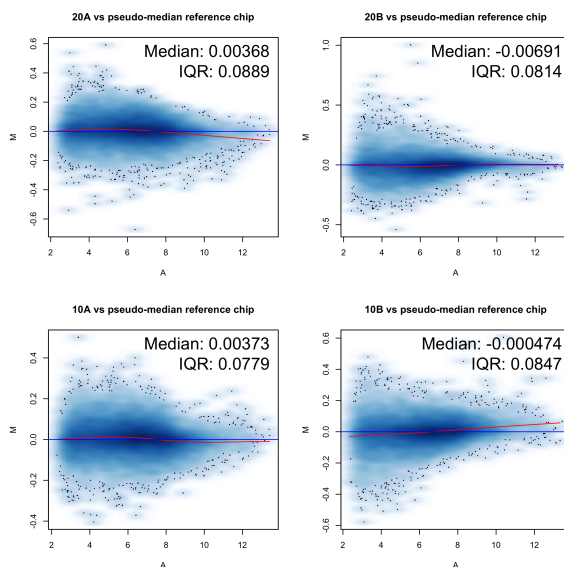 20A vs pseudo-median reference chip
Median: 0.00368
IQR: 0.0889
M
0.6
0.4
0.2
0.0
-0.2
-0.4
-0.6
2 4 6 8 10 12
A
20B vs pseudo-median reference chip
Median: -0.00691
IQR: 0.0814
M
1.0
0.5
0.0
-0.5
2 4 6 8 10 12
A
10A vs pseudo-median reference chip
Median: 0.00373
IQR: 0.0779
M
0.4
0.2
0.0
-0.2
-0.4
2 4 6 8 10 12
A
10B vs pseudo-median reference chip
Median: -0.000474
IQR: 0.0847
M
0.6
0.4
0.2
0.0
-0.2
-0.4
-0.6
2 4 6 8 10 12
A